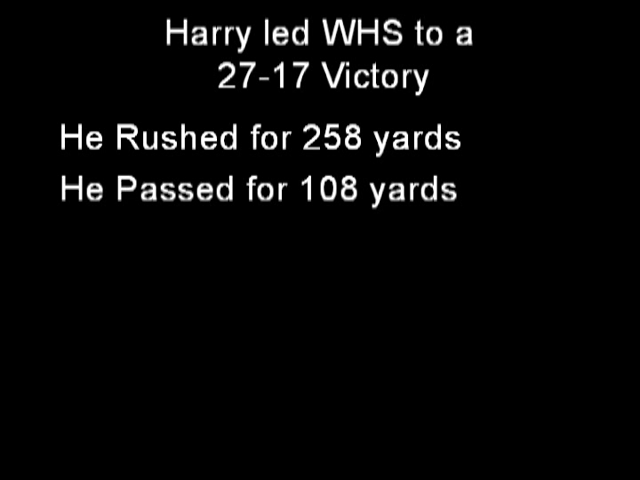 Harry led WHS to a
27-17 Victory
He Rushed for 258 yards
He Passed for 108 yards